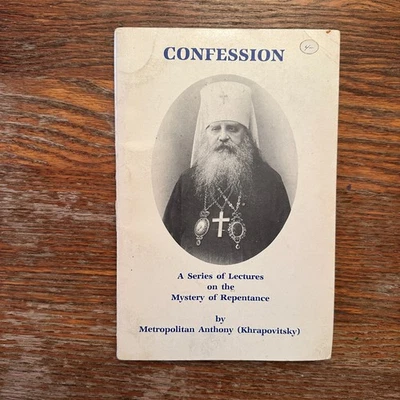 CONFESSION
A Series of Lectures
on the
Mystery of Repentance
by
Metropolitan Anthony (Khrapovitsky)